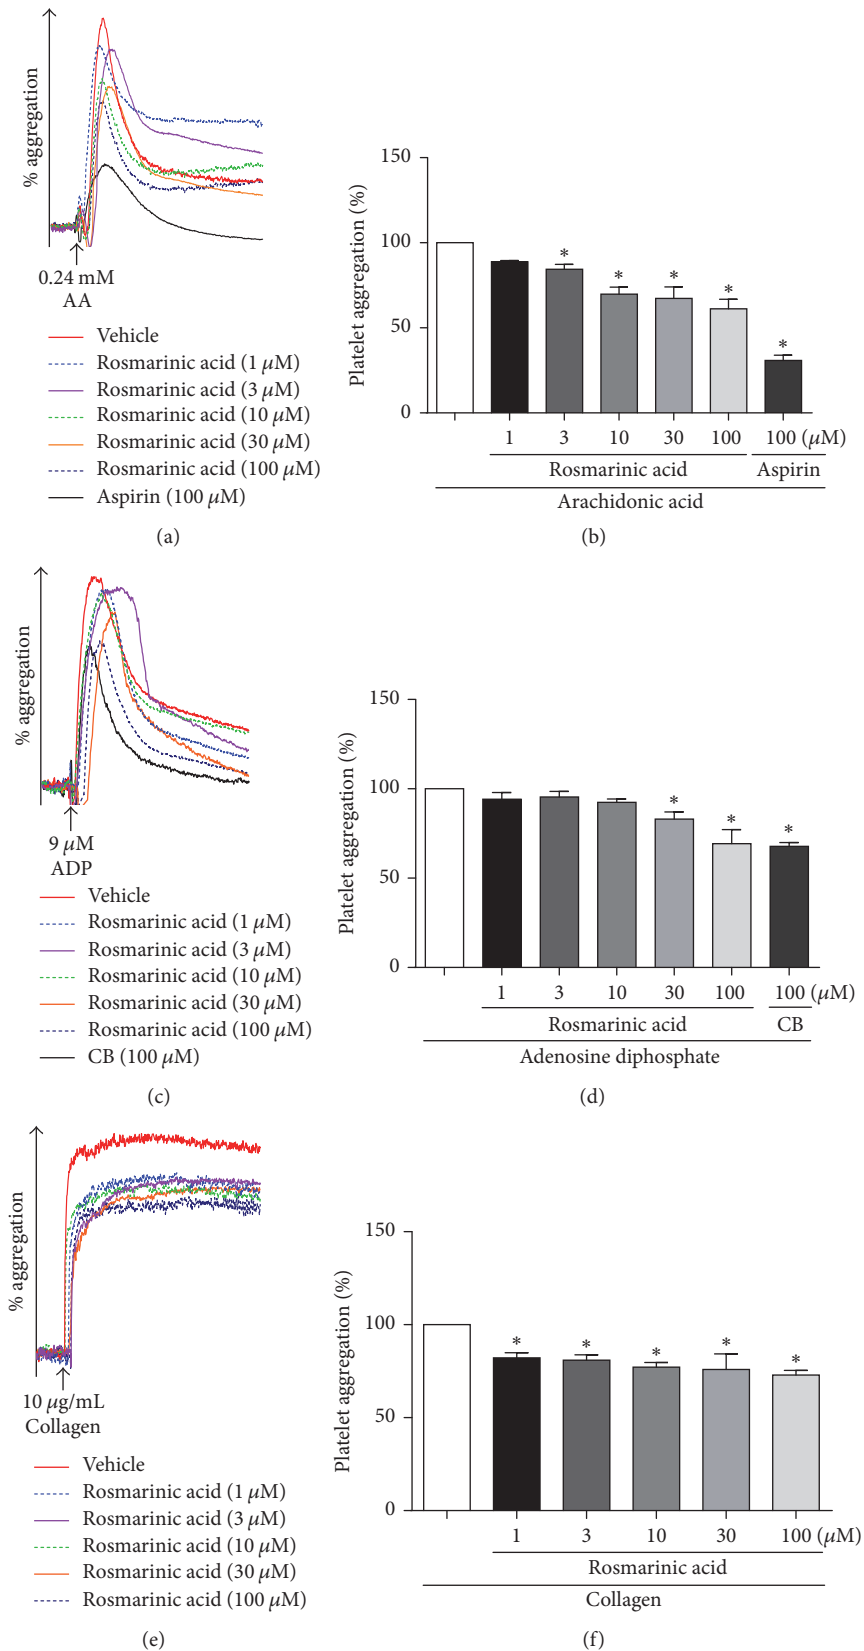 % aggregation
0.24 mM
AA
Vehicle
Rosmarinic acid (1 μM)
Rosmarinic acid (3 μM)
Rosmarinic acid (10 μM)
Rosmarinic acid (30 μM)
Rosmarinic acid (100 μM)
Aspirin (100 μM)
(a)
Platelet aggregation (%)
150
100
50
0
* * * * *
1 3 10 30 100 100 (μM)
Rosmarinic acid Aspirin
Arachidonic acid
(b)
% aggregation
9 μM
ADP
Vehicle
Rosmarinic acid (1 μM)
Rosmarinic acid (3 μM)
Rosmarinic acid (10 μM)
Rosmarinic acid (30 μM)
Rosmarinic acid (100 μM)
CB (100 μM)
(c)
Platelet aggregation (%)
150
100
50
0
* * *
1 3 10 30 100 100 (μM)
Rosmarinic acid CB
Adenosine diphosphate
(d)
% aggregation
10 μg/mL
Collagen
Vehicle
Rosmarinic acid (1 μM)
Rosmarinic acid (3 μM)
Rosmarinic acid (10 μM)
Rosmarinic acid (30 μM)
Rosmarinic acid (100 μM)
(e)
Platelet aggregation (%)
150
100
50
0
* * * * *
1 3 10 30 100 (μM)
Rosmarinic acid
Collagen
(f)